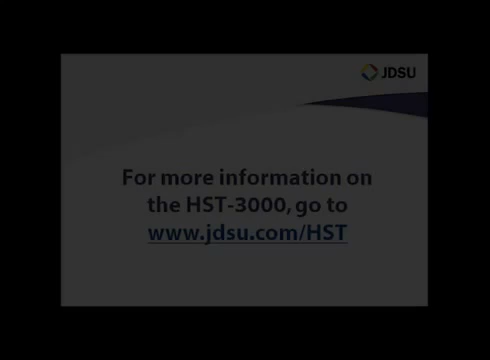 JDSU
For more information on
the HST-3000, go to
www.jdsu.com/HST